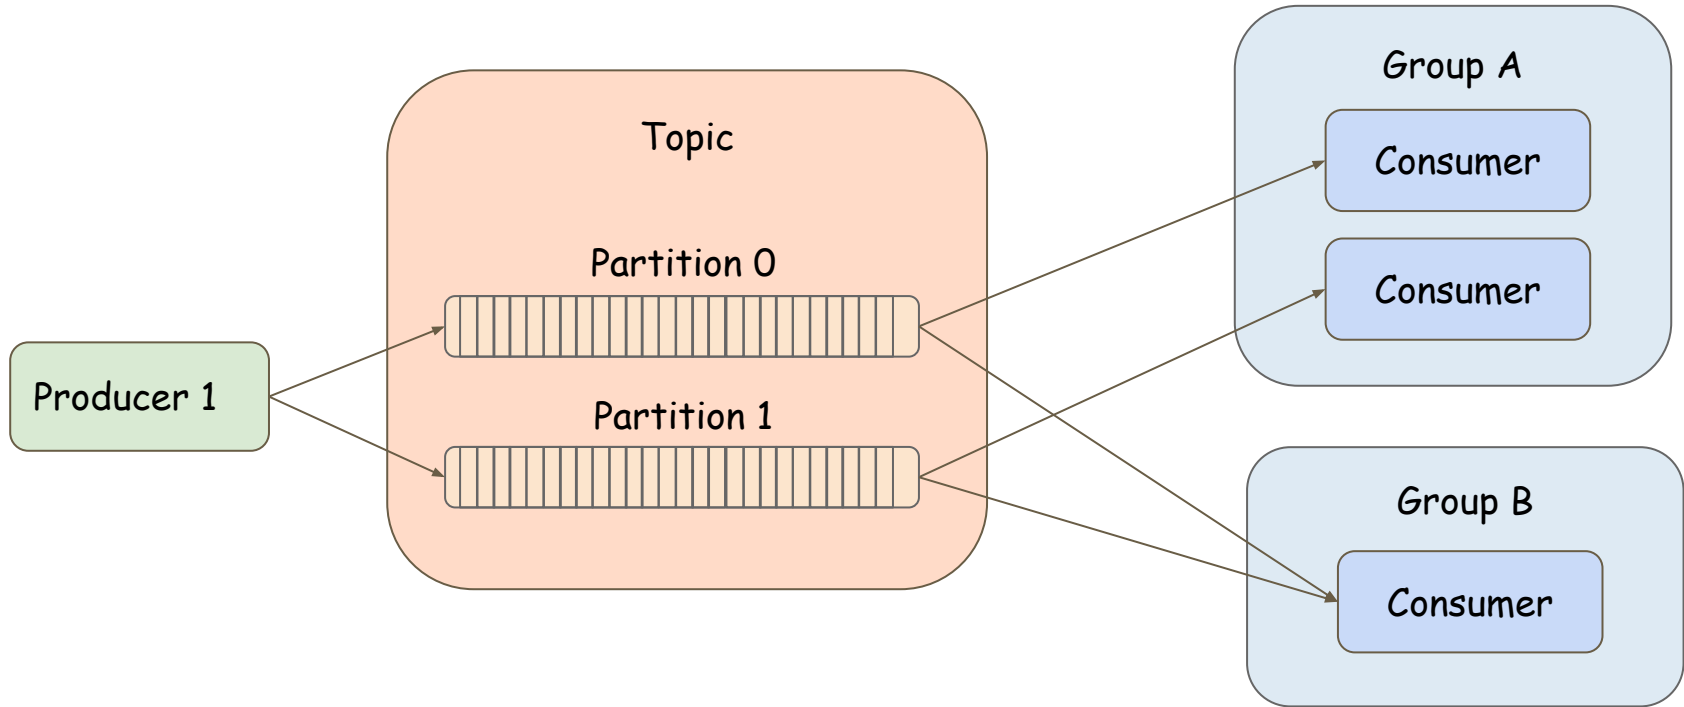 Producer 1
Topic
Partition 0
Partition 1
Group A
Consumer
Consumer
Group B
Consumer